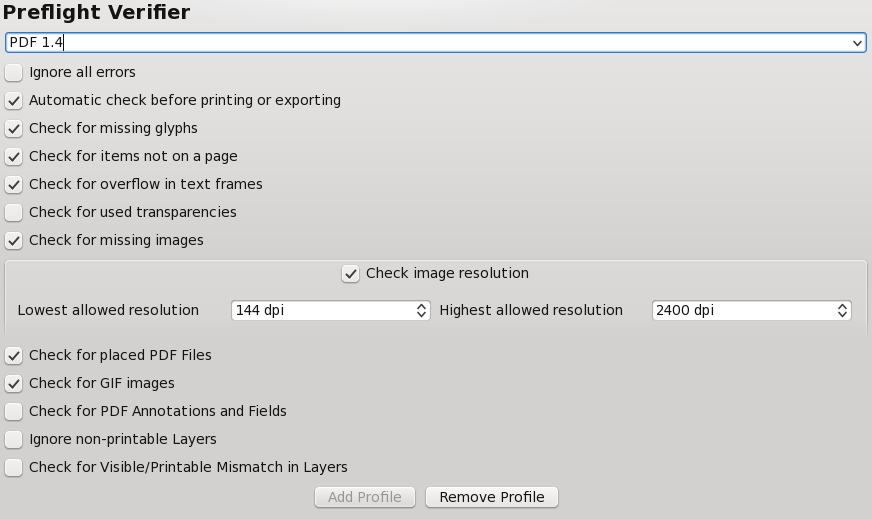 Preflight Verifier
PDF 1.4
Ignore all errors
Automatic check before printing or exporting
Check for missing glyphs
Check for items not on a page
Check for overflow in text frames
Check for used transparencies
Check for missing images
Check image resolution
Lowest allowed resolution 144 dpi Highest allowed resolution 2400 dpi
Check for placed PDF Files
Check for GIF images
Check for PDF Annotations and Fields
Ignore non-printable Layers
Check for Visible/Printable Mismatch in Layers
Add Profile Remove Profile